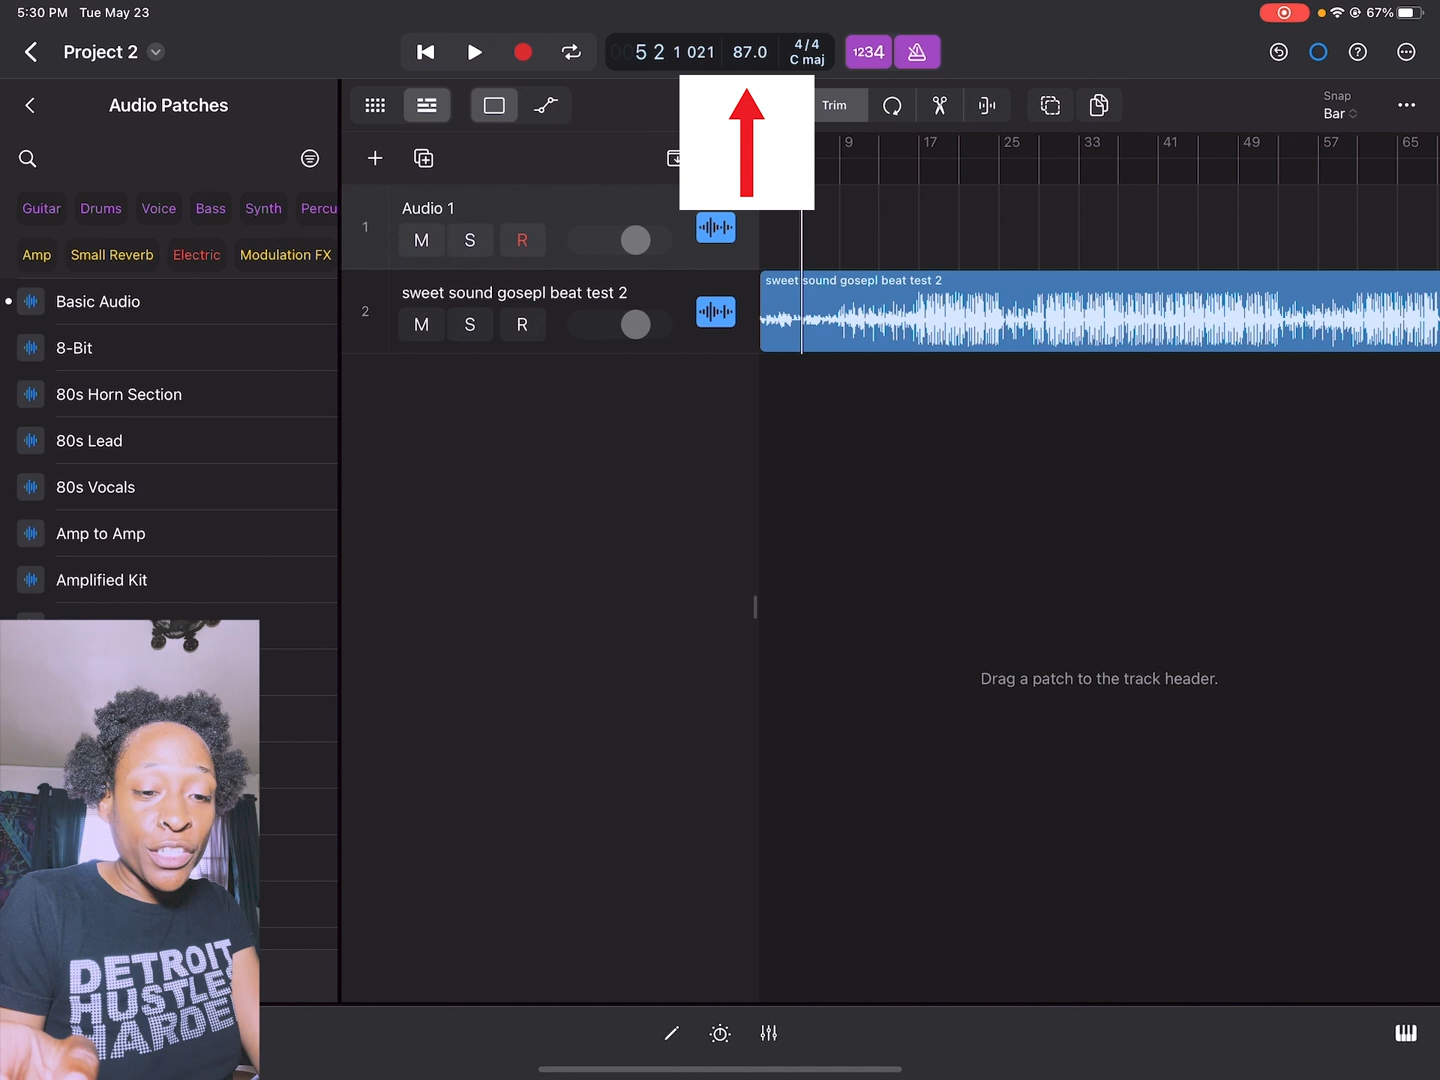 5:30 PM Tue May 23
67%
Project 2
5 2 1 021
87.0
4/4
C maj
1234
Audio Patches
Trim
Snap
Bar
9 17 25 33 41 49 57 65
Guitar Drums Voice Bass Synth Percu
Amp Small Reverb Electric Modulation FX
Audio 1
1
M S R
sweet sound gosepl beat test 2
2
M S R
sweet sound gosepl beat test 2
Basic Audio
8-Bit
80s Horn Section
80s Lead
80s Vocals
Amp to Amp
Amplified Kit
Drag a patch to the track header.
DETROIT
HUSTLES
HARDER